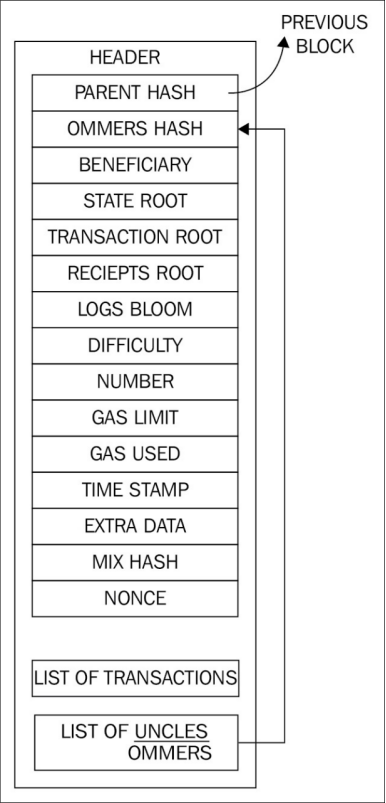 PREVIOUS
BLOCK
HEADER
PARENT HASH
OMMERS HASH
BENEFICIARY
STATE ROOT
TRANSACTION ROOT
RECIEPTS ROOT
LOGS BLOOM
DIFFICULTY
NUMBER
GAS LIMIT
GAS USED
TIME STAMP
EXTRA DATA
MIX HASH
NONCE
LIST OF TRANSACTIONS
LIST OF UNCLES
OMMERS